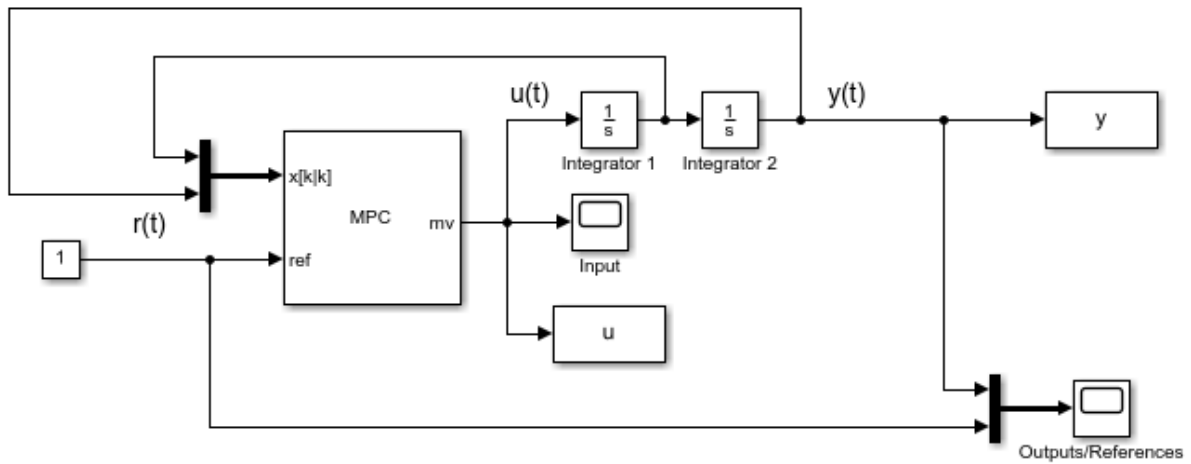 u(t)
y(t)
1
s
1
s
y
Integrator 1
Integrator 2
x[k|k]
MPC
mv
r(t)
1
ref
Input
u
Outputs/References